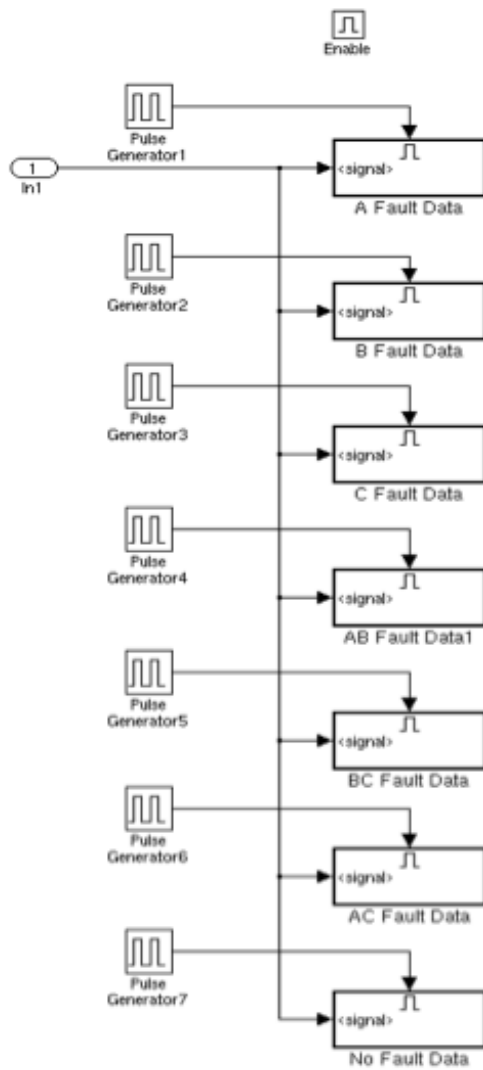 Enable
Pulse
Generator1
1
In1
<signal>
A Fault Data
Pulse
Generator2
<signal>
B Fault Data
Pulse
Generator3
<signal>
C Fault Data
Pulse
Generator4
<signal>
AB Fault Data1
Pulse
Generator5
<signal>
BC Fault Data
Pulse
Generator6
<signal>
AC Fault Data
Pulse
Generator7
<signal>
No Fault Data